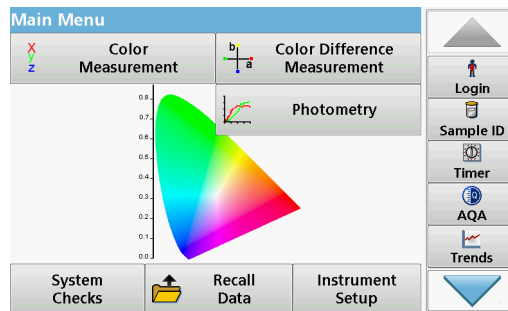 Main Menu
X
y
z
Color
Measurement
b
a
Color Difference
Measurement
Photometry
0.8
0.7
0.6
0.5
0.4
0.3
0.2
0.1
0.0
System
Checks
Recall
Data
Instrument
Setup
Login
Sample ID
Timer
AQA
Trends